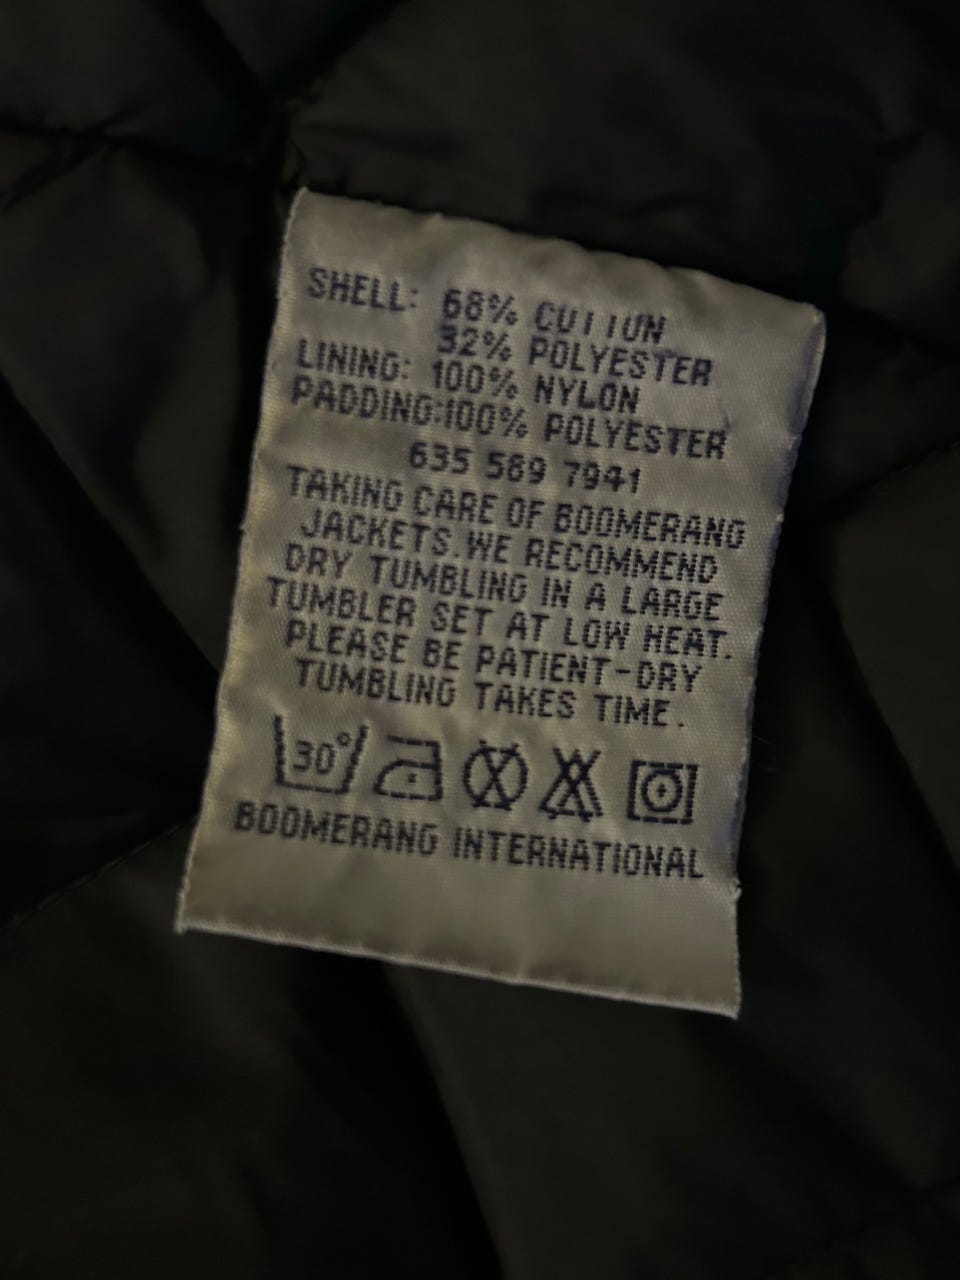 SHELL: 68% COTTON
32% POLYESTER
LINING: 100% NYLON
PADDING:100% POLYESTER
635 589 7941
TAKING CARE OF BOOMERANG
JACKETS.WE RECOMMEND
DRY TUMBLING IN A LARGE
TUMBLER SET AT LOW HEAT.
PLEASE BE PATIENT-DRY
TUMBLING TAKES TIME.
30°
BOOMERANG INTERNATIONAL